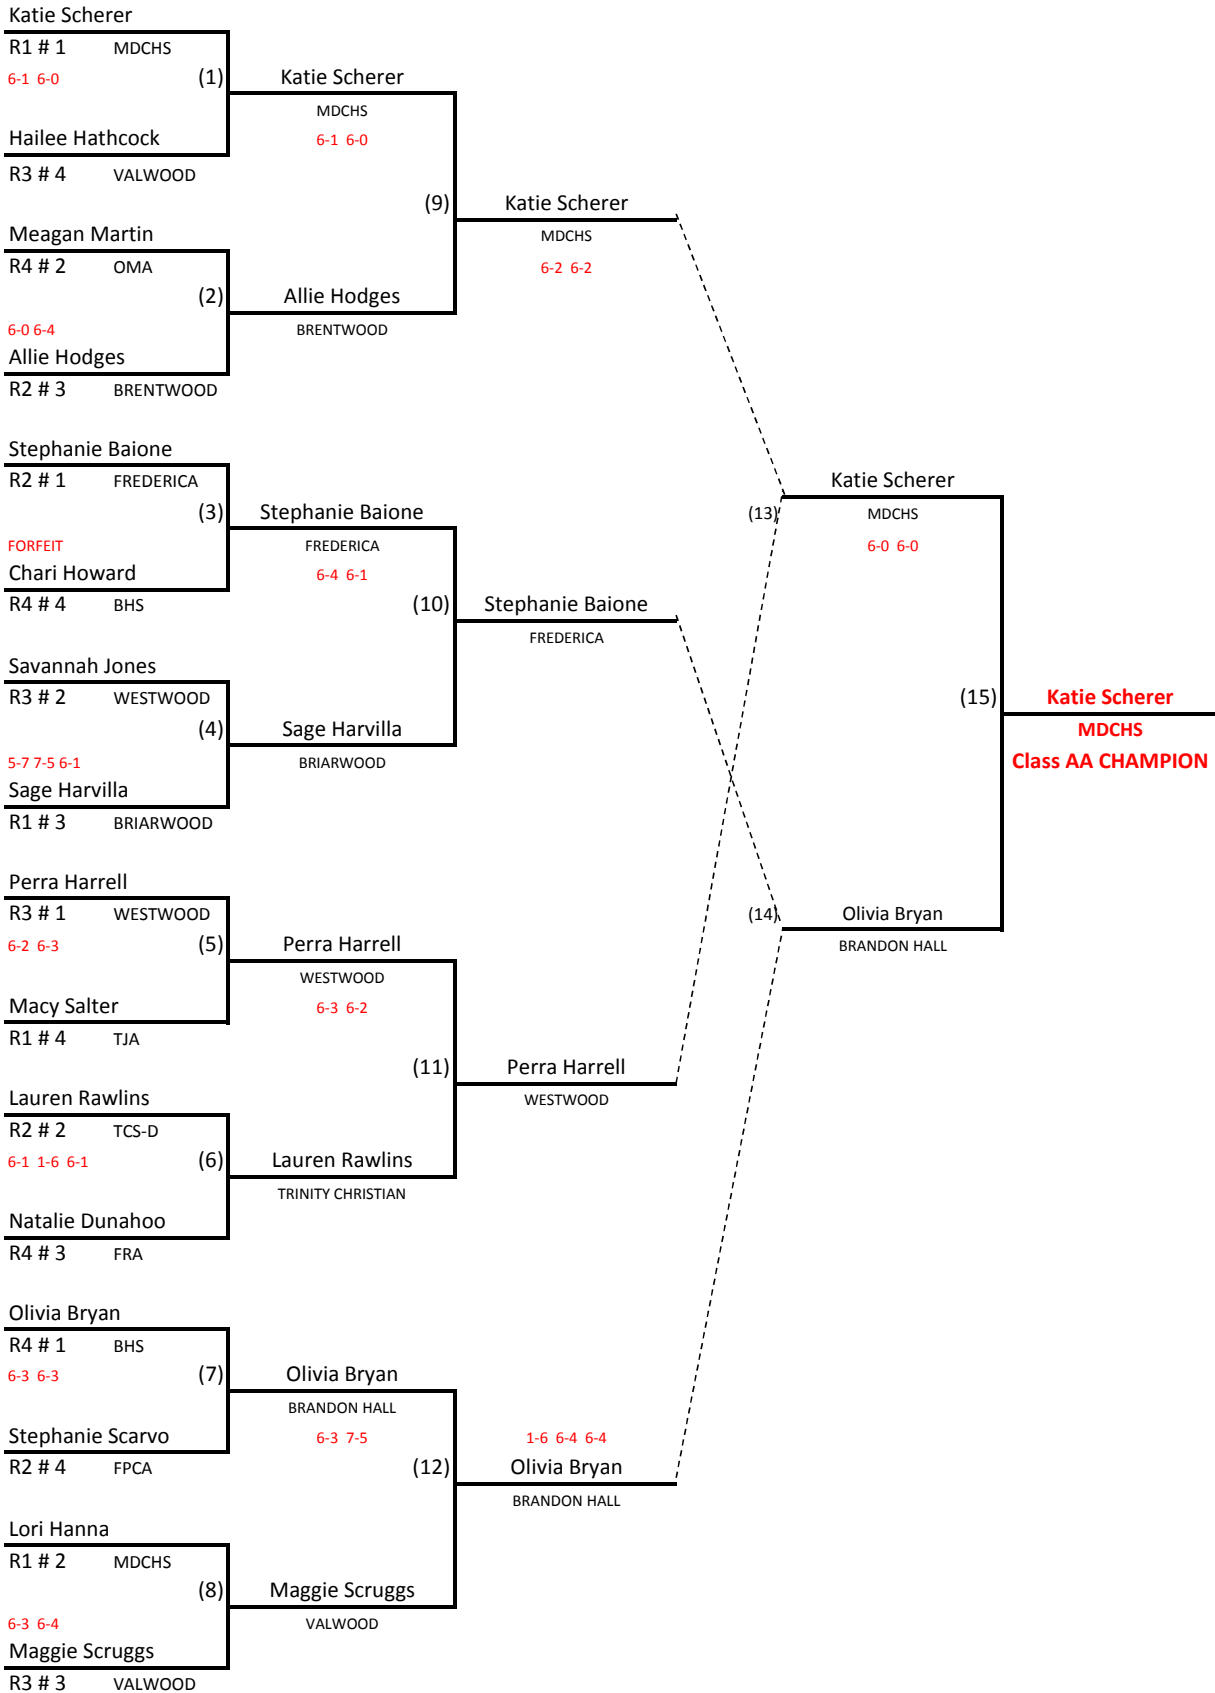 Katie Scherer
R1 # 1 MDCHS
6-1 6-0 (1) Katie Scherer
MDCHS
Hailee Hathcock 6-1 6-0
R3 # 4 VALWOOD
(9) Katie Scherer
Meagan Martin MDCHS
R4 # 2 OMA 6-2 6-2
(2) Allie Hodges
6-0 6-4 BRENTWOOD
Allie Hodges
R2 # 3 BRENTWOOD
Stephanie Baione
R2 # 1 FREDERICA Katie Scherer
(3) Stephanie Baione (13) MDCHS
FORFEIT FREDERICA 6-0 6-0
Chari Howard 6-4 6-1
R4 # 4 BHS (10) Stephanie Baione
FREDERICA
Savannah Jones
R3 # 2 WESTWOOD (15) Katie Scherer
(4) Sage Harvilla MDCHS
5-7 7-5 6-1 BRIARWOOD Class AA CHAMPION
Sage Harvilla
R1 # 3 BRIARWOOD
Perra Harrell
R3 # 1 WESTWOOD (14) Olivia Bryan
6-2 6-3 (5) Perra Harrell BRANDON HALL
WESTWOOD
Macy Salter 6-3 6-2
R1 # 4 TJA
(11) Perra Harrell
Lauren Rawlins WESTWOOD
R2 # 2 TCS-D
6-1 1-6 6-1 (6) Lauren Rawlins
TRINITY CHRISTIAN
Natalie Dunahoo
R4 # 3 FRA
Olivia Bryan
R4 # 1 BHS
6-3 6-3 (7) Olivia Bryan
BRANDON HALL
Stephanie Scarvo 6-3 7-5 1-6 6-4 6-4
R2 # 4 FPCA (12) Olivia Bryan
BRANDON HALL
Lori Hanna
R1 # 2 MDCHS
(8) Maggie Scruggs
6-3 6-4 VALWOOD
Maggie Scruggs
R3 # 3 VALWOOD